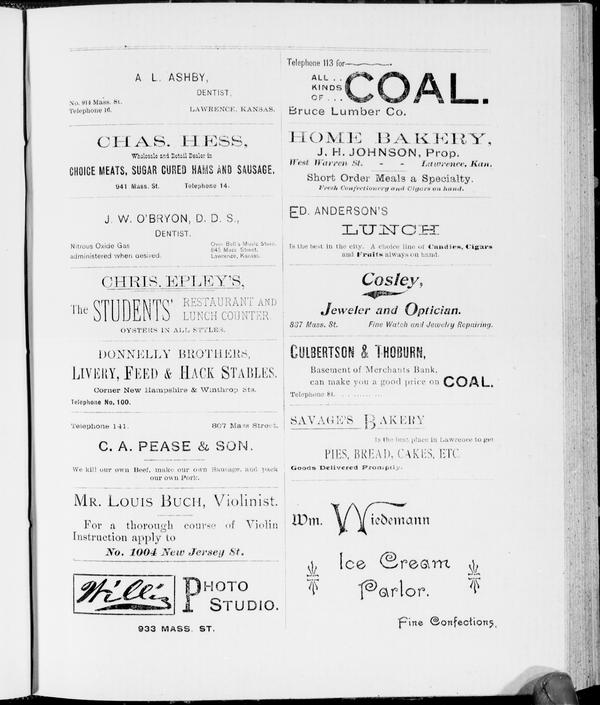 A. L. ASHBY,
DENTIST,
No. 914 Mass. St.
Telephone 16.
LAWRENCE, KANSAS.
CHAS. HESS,
Wholesale and Retail Dealer in
CHOICE MEATS, SUGAR CURED HAMS AND SAUSAGE.
941 Mass. St. Telephone 14.
J. W. O'BRYON, D. D. S.,
DENTIST.
Nitrous Oxide Gas
administered when desired.
Over Bell's Music Store,
845 Mass. Street,
Lawrence, Kansas.
CHRIS. EPLEY'S,
The STUDENTS' RESTAURANT AND
LUNCH COUNTER.
OYSTERS IN ALL STYLES.
DONNELLY BROTHERS,
LIVERY, FEED & HACK STABLES.
Corner New Hampshire & Winthrop Sts.
Telephone No, 100.
Telephone 141. 807 Mass Street.
C. A. PEASE & SON.
We kill our own Beef, make our own Sausage, and pack
our own Pork.
MR. LOUIS BUCH, Violinist.
For a thorough course of Violin
Instruction apply to
No. 1004 New Jersey St.
Willis PHOTO
STUDIO.
933 MASS. ST.
Telephone 113 for
ALL . .
KINDS
OF . . .
COAL.
Bruce Lumber Co.
HOME BAKERY,
J. H. JOHNSON, Prop.
West Warren St. - - Lawrence, Kan.
Short Order Meals a Specialty.
Fresh Confectionery and Cigars on hand.
ED. ANDERSON'S
LUNCH
Is the best in the city. A choice line of Candies, Cigars
and Fruits always on hand.
Cosley,
Jeweler and Optician.
837 Mass. St. Fine Watch and Jewelry Repairing.
CULBERTSON & THOBURN,
Basement of Merchants Bank,
can make you a good price on COAL.
Telephone 81. . . . . . . . . . . .
SAVAGE'S BAKERY
Is the best place in Lawrence to get
PIES, BREAD, CAKES, ETC.
Goods Delivered Promptly.
Wm. Wiedemann
Ice Cream
Parlor.
Fine Confections,